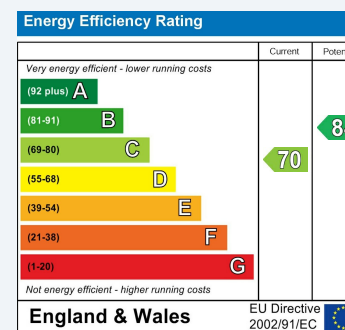 Energy Efficiency Rating
Current
Very energy efficient - lower running costs
(92 plus) A
(81-91) B
(69-80) C
70
(55-68) D
(39-54) E
(21-38) F
(1-20) G
Not energy efficient - higher running costs
England & Wales
EU Directive
2002/91/EC